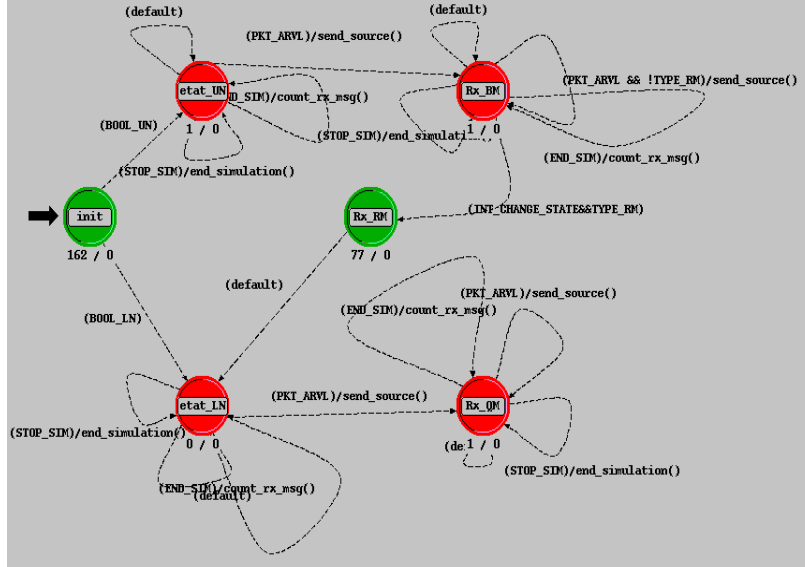 (default)
(default)
(PKT_ARVL)/send_source()
etat_UN
Rx_BM
(PKT_ARVL && !TYPE_RM)/send_source()
ND_SIM)/count_rx_msg()
(BOOL_UN)
1 / 0
(STOP_SIM)/end_simulati
1 / 0
(END_SIM)/count_rx_msg()
(STOP_SIM)/end_simulation()
init
Rx_RM
(INT_CHANGE_STATE&&TYPE_RM)
162 / 0
77 / 0
(default)
(PKT_ARVL)/send_source()
(END_SIM)/count_rx_msg()
(BOOL_LN)
etat_LN
(PKT_ARVL)/send_source()
Rx_QM
(STOP_SIM)/end_simulation()
0 / 0
(de
1 / 0
(STOP_SIM)/end_simulation()
(END_SIM)/count_rx_msg()
(default)